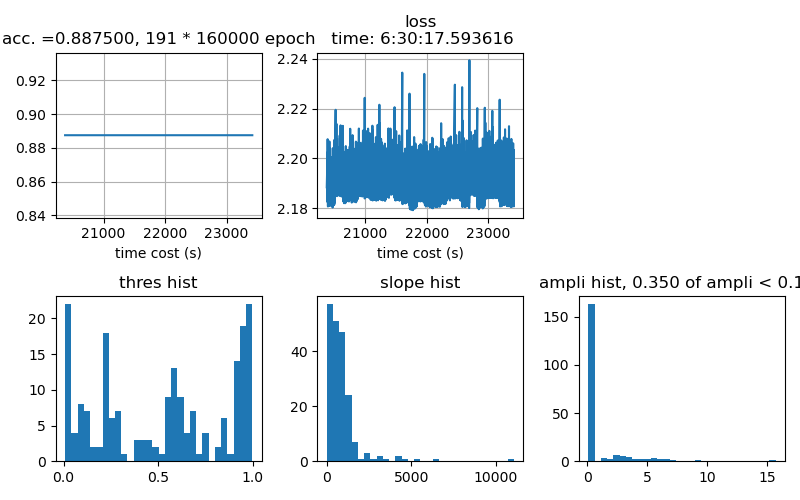 acc. =0.887500, 191 * 160000 epoch
0.92
0.90
0.88
0.86
0.84
21000 22000 23000
time cost (s)
loss
time: 6:30:17.593616
2.24
2.22
2.20
2.18
21000 22000 23000
time cost (s)
thres hist
20
15
10
5
0
0.0 0.5 1.0
slope hist
40
20
0
0 5000 10000
ampli hist, 0.350 of ampli < 0.1
150
100
50
0
0 5 10 15